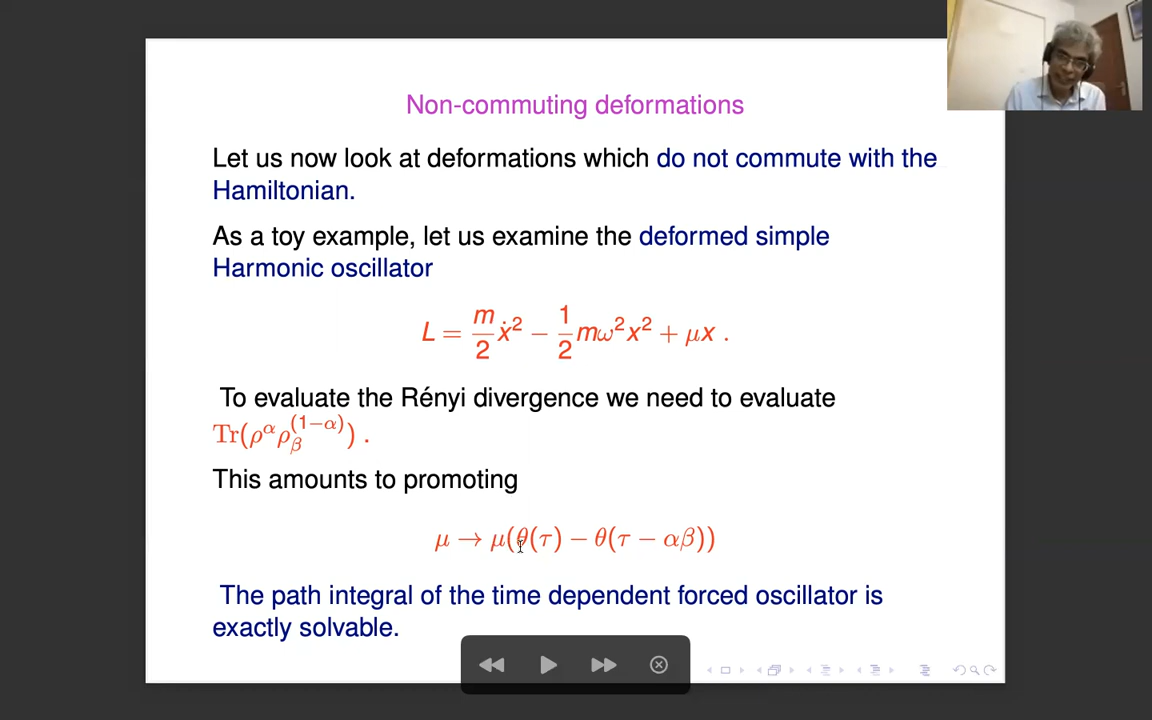 Non-commuting deformations
Let us now look at deformations which do not commute with the
Hamiltonian.
As a toy example, let us examine the deformed simple
Harmonic oscillator
L = m/2 ẋ² − 1/2 mω²x² + μx .
To evaluate the Rényi divergence we need to evaluate
Tr(ρ^α ρ_β^(1−α)) .
This amounts to promoting
μ → μ(θ(τ) − θ(τ − αβ))
The path integral of the time dependent forced oscillator is
exactly solvable.